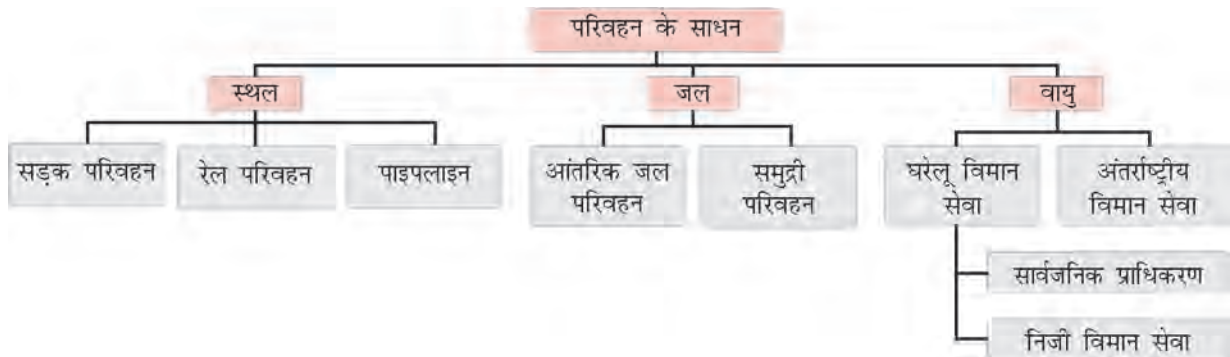 परिवहन के साधन
स्थल
जल
वायु
सड़क परिवहन
रेल परिवहन
पाइपलाइन
आंतरिक जल
परिवहन
समुद्री
परिवहन
घरेलू विमान
सेवा
अंतर्राष्ट्रीय
विमान सेवा
सार्वजनिक प्राधिकरण
निजी विमान सेवा